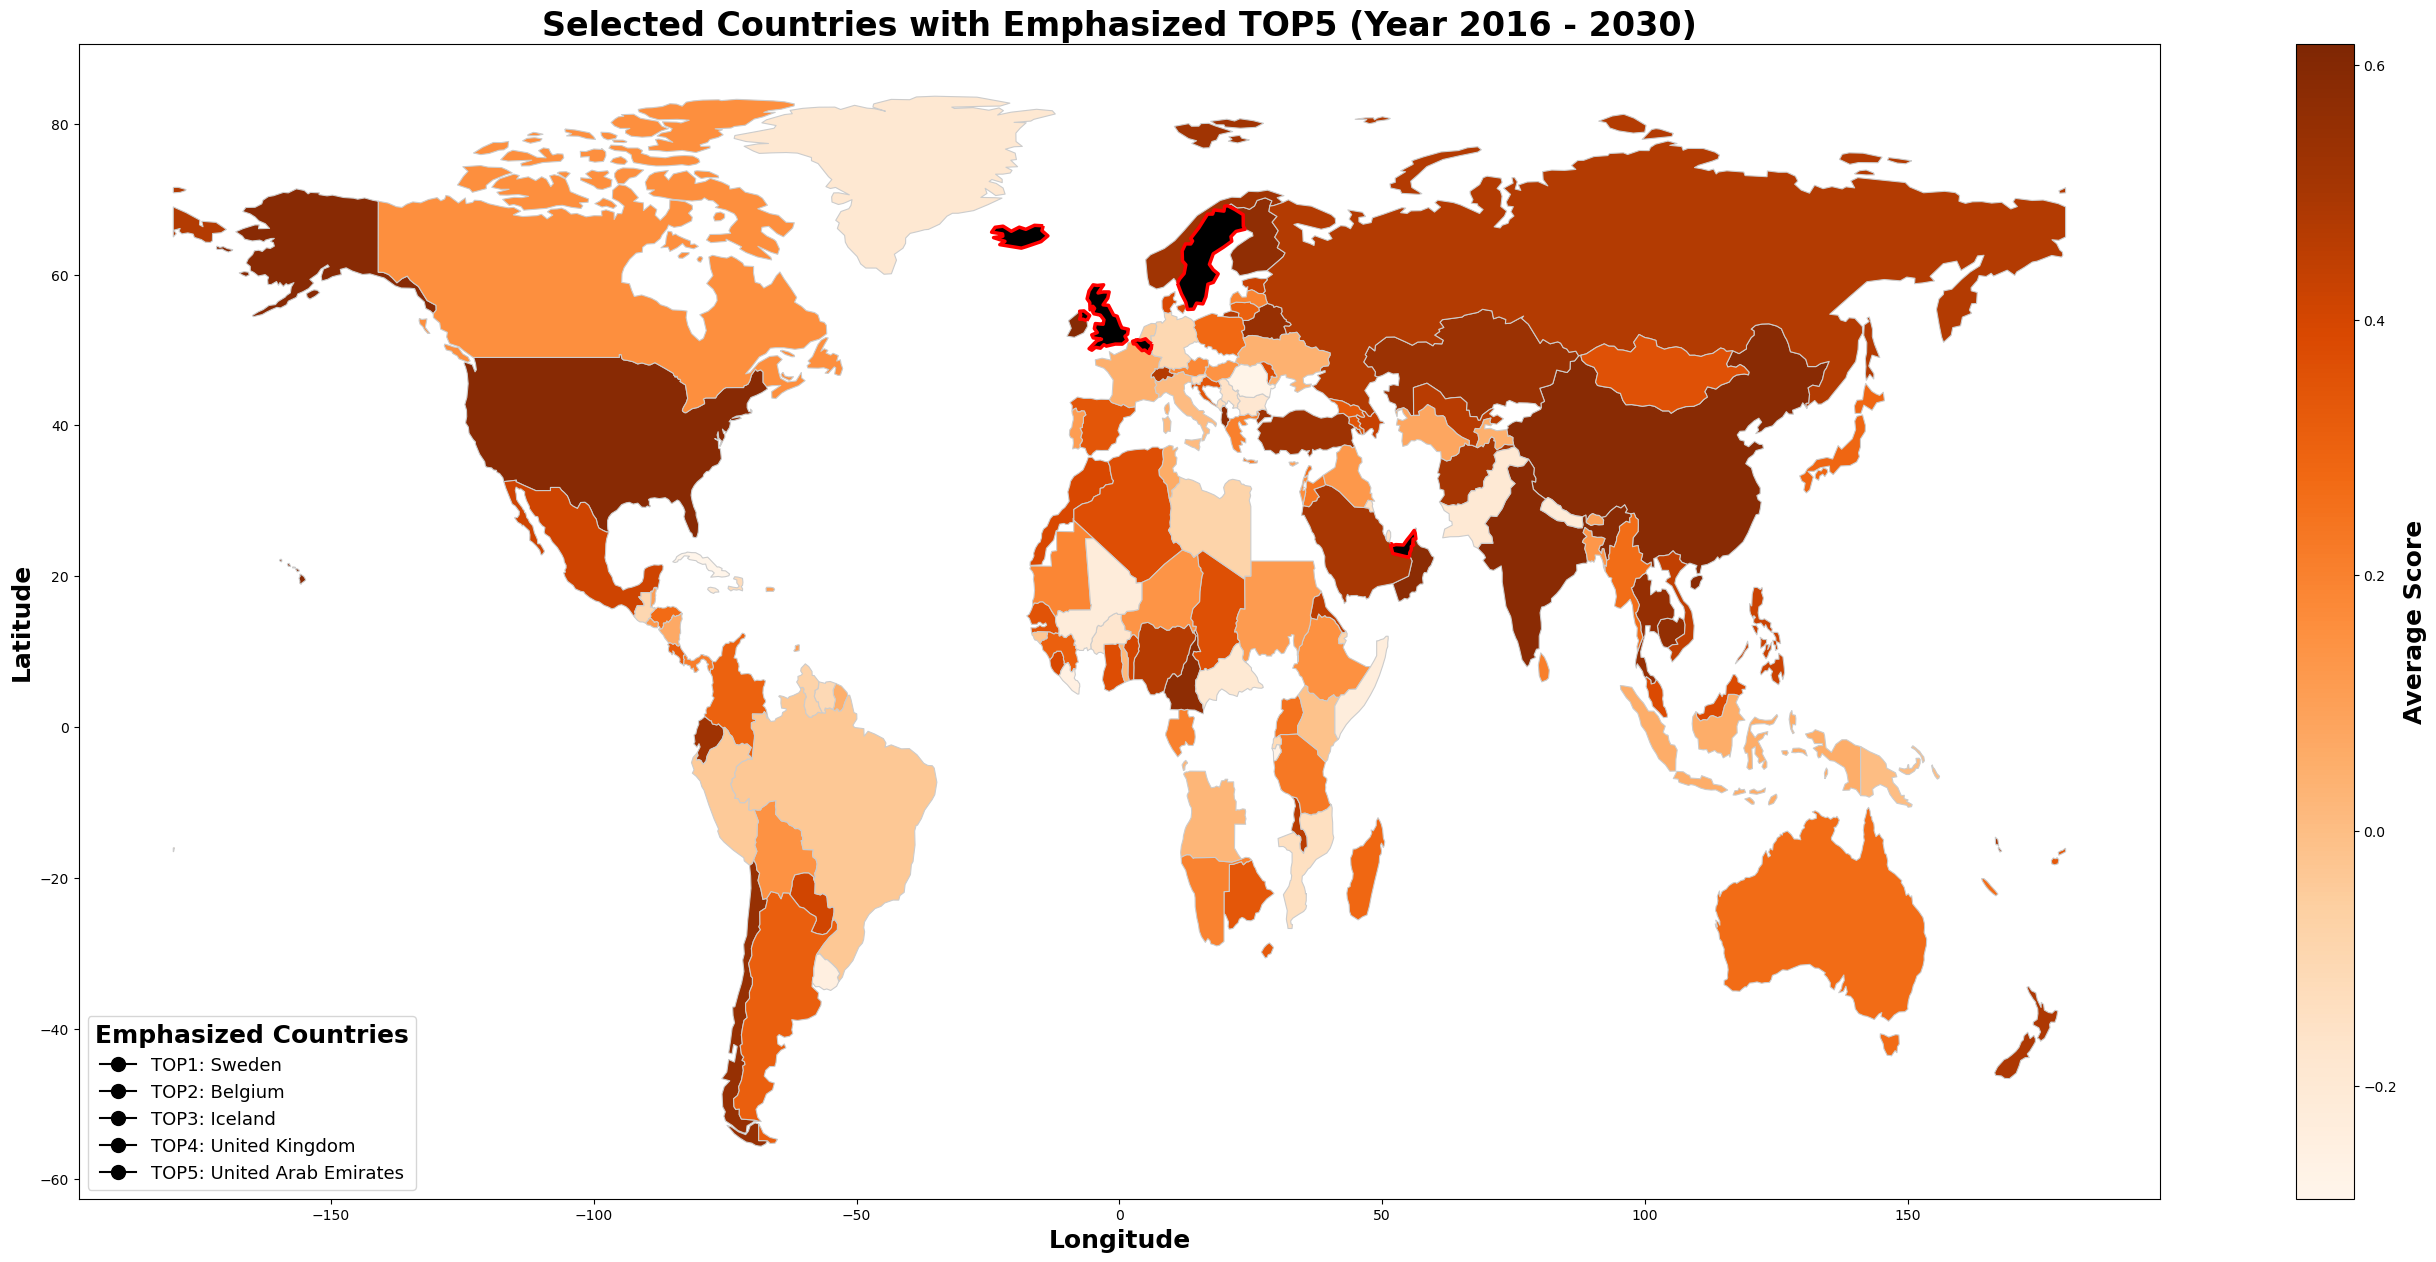 Selected Countries with Emphasized TOP5 (Year 2016 - 2030)
80
60
40
20
0
−20
−40
−60
Latitude
−150
−100
−50
0
50
100
150
Longitude
Emphasized Countries
TOP1: Sweden
TOP2: Belgium
TOP3: Iceland
TOP4: United Kingdom
TOP5: United Arab Emirates
0.6
0.4
0.2
0.0
−0.2
Average Score